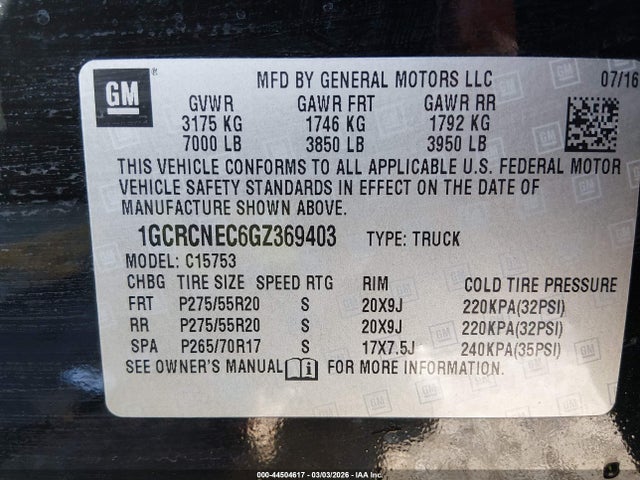 GM ®
MFD BY GENERAL MOTORS LLC 07/16
GVWR GAWR FRT GAWR RR
3175 KG 1746 KG 1792 KG
7000 LB 3850 LB 3950 LB
THIS VEHICLE CONFORMS TO ALL APPLICABLE U.S. FEDERAL MOTOR
VEHICLE SAFETY STANDARDS IN EFFECT ON THE DATE OF
MANUFACTURE SHOWN ABOVE.
1GCRCNEC6GZ369403 TYPE: TRUCK
MODEL: C15753
CHBG TIRE SIZE SPEED RTG RIM COLD TIRE PRESSURE
FRT P275/55R20 S 20X9J 220KPA(32PSI)
RR P275/55R20 S 20X9J 220KPA(32PSI)
SPA P265/70R17 S 17X7.5J 240KPA(35PSI)
SEE OWNER'S MANUAL i FOR MORE INFORMATION.
000-44504617 - 03/03/2026 - IAA Inc.